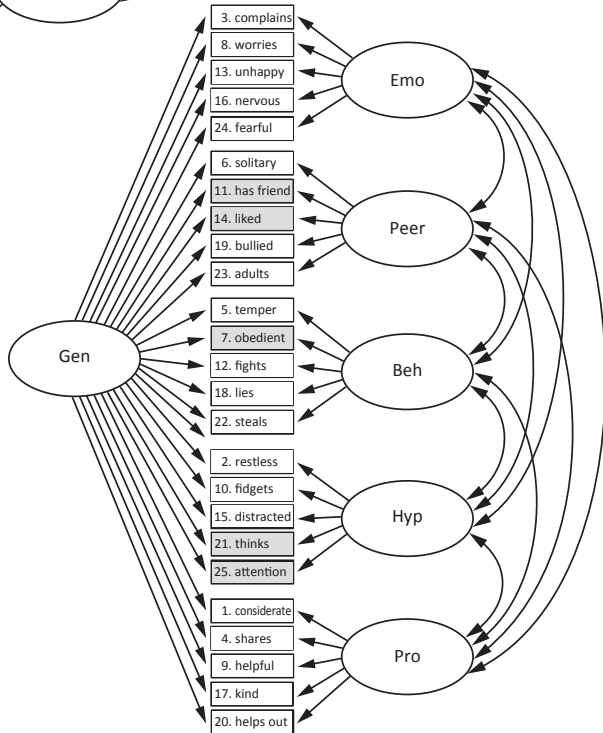 3. complains
8. worries
13. unhappy
16. nervous
24. fearful
Emo
6. solitary
11. has friend
14. liked
19. bullied
23. adults
Peer
Gen
5. temper
7. obedient
12. fights
18. lies
22. steals
Beh
2. restless
10. fidgets
15. distracted
21. thinks
25. attention
Hyp
1. considerate
4. shares
9. helpful
17. kind
20. helps out
Pro